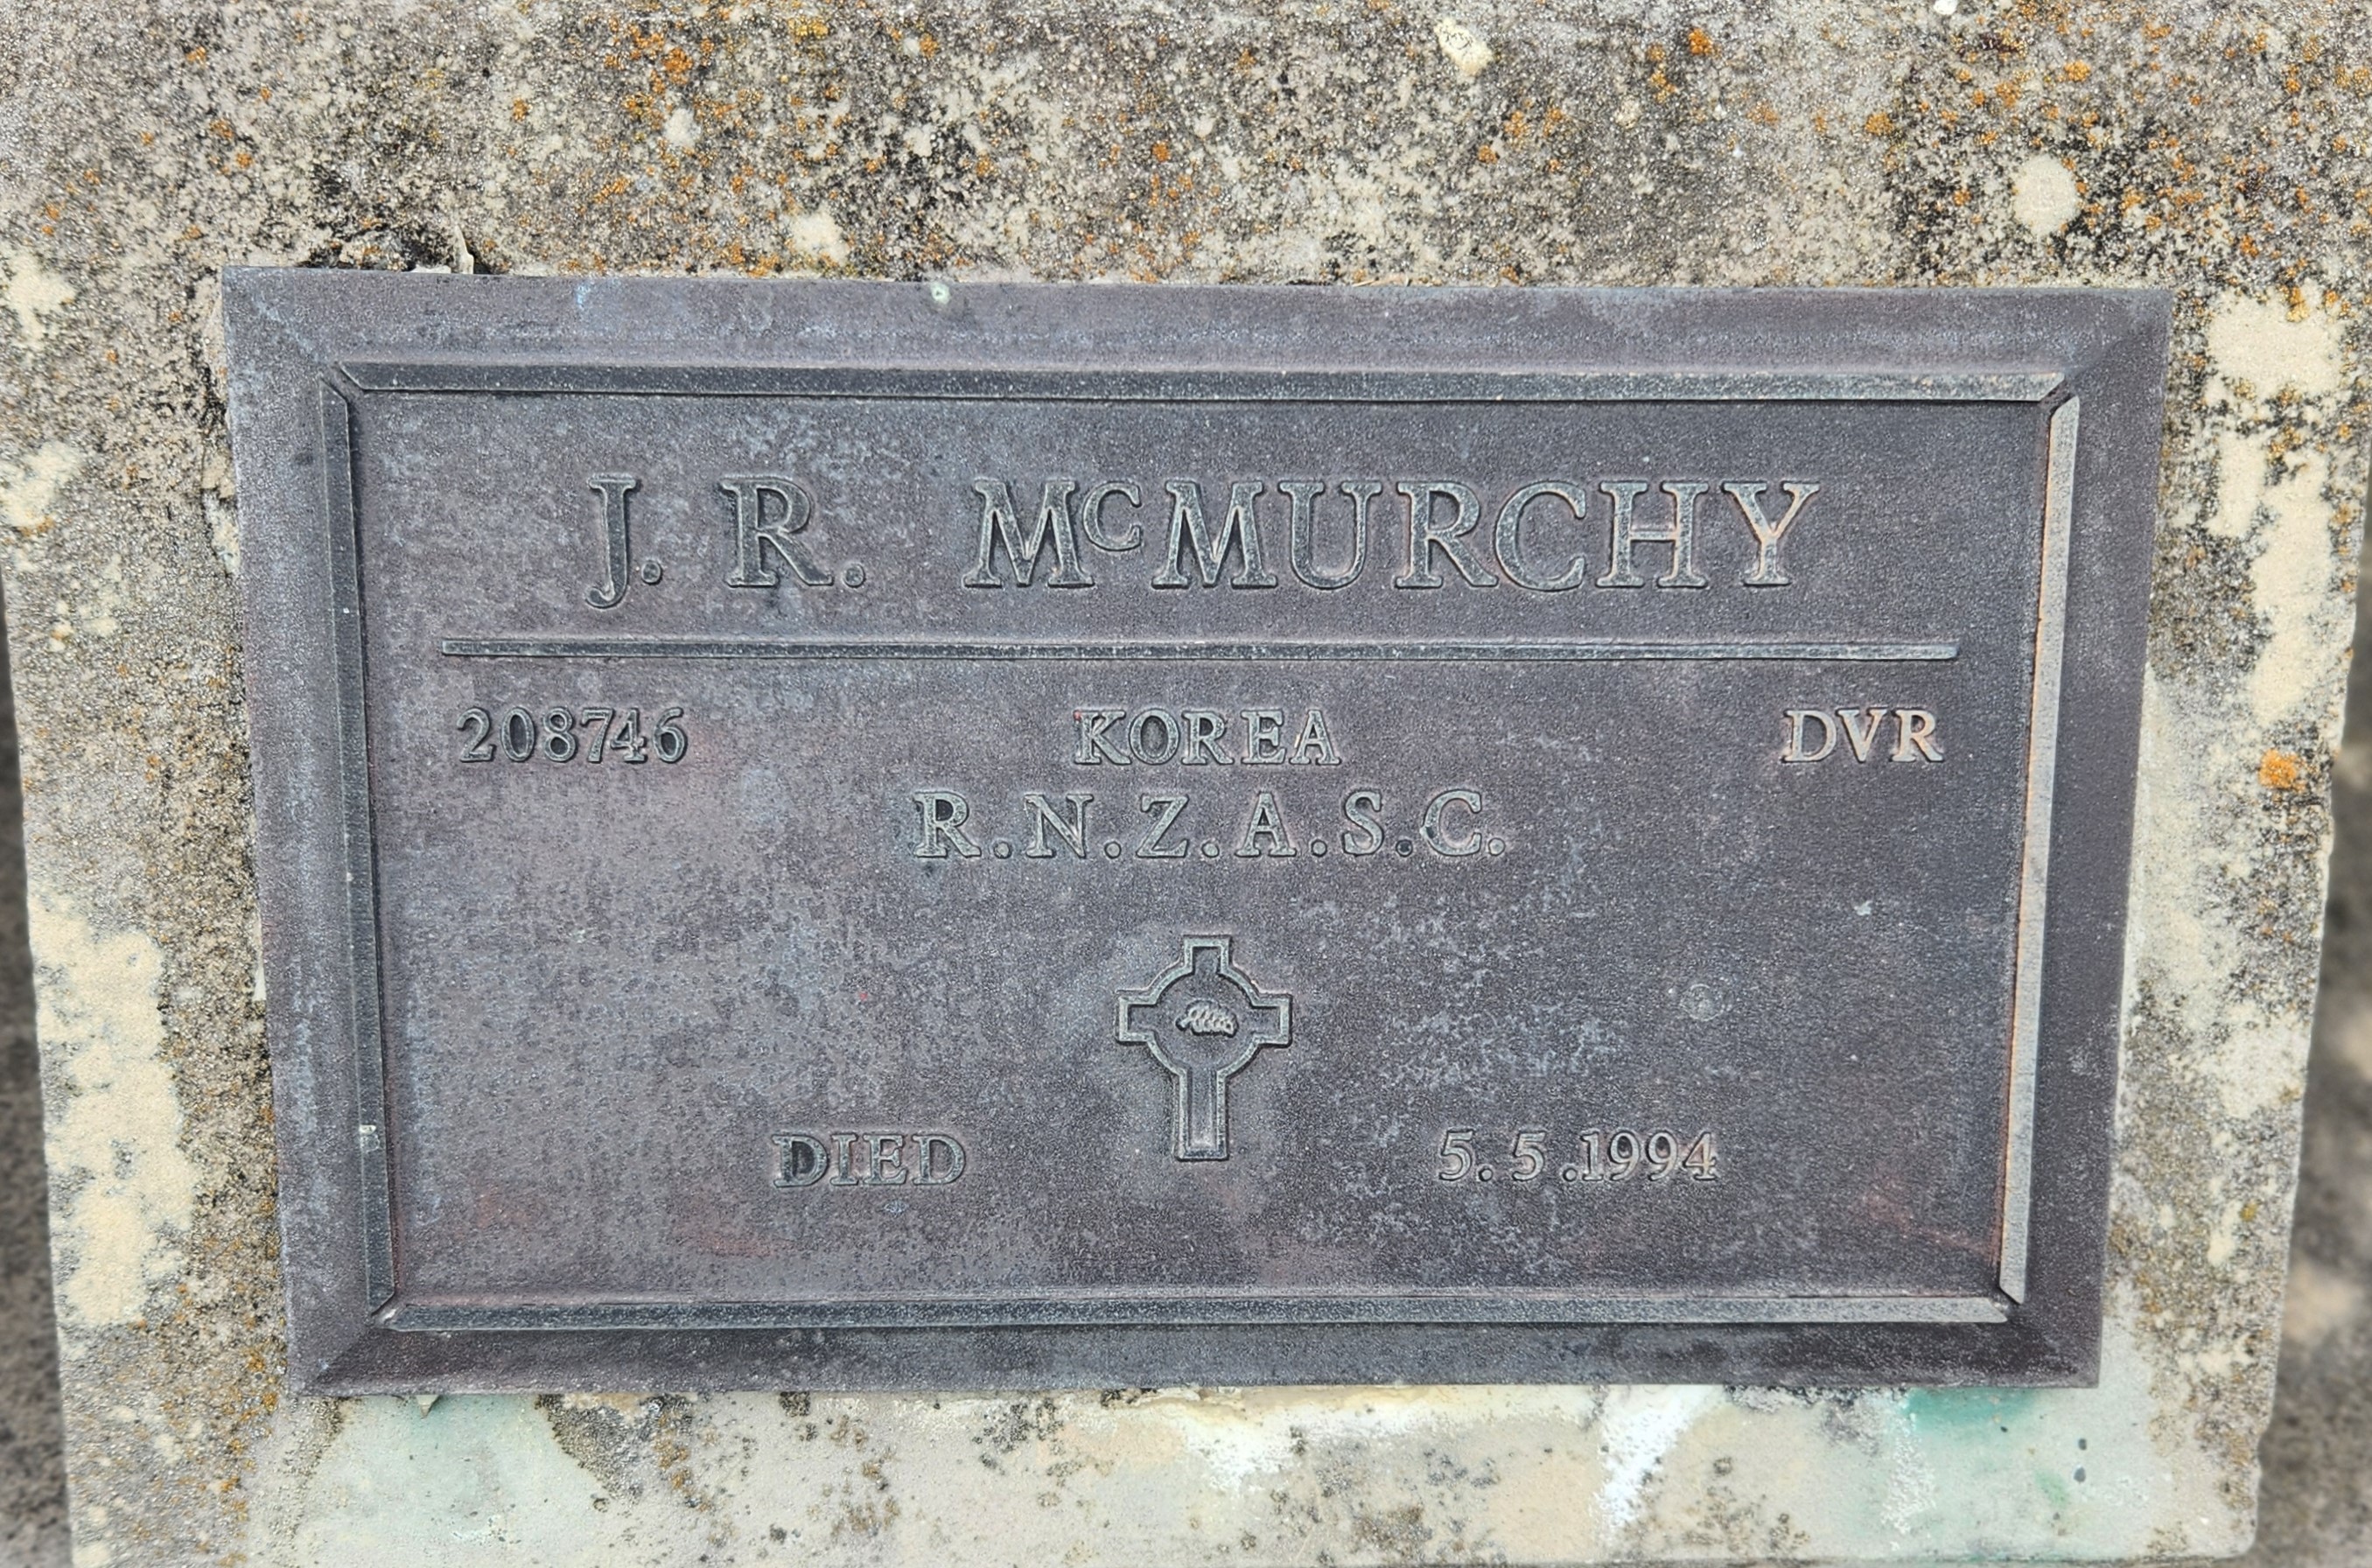 J. R. McMURCHY
208746 KOREA DVR
R.N.Z.A.S.C.
DIED 5.5.1994